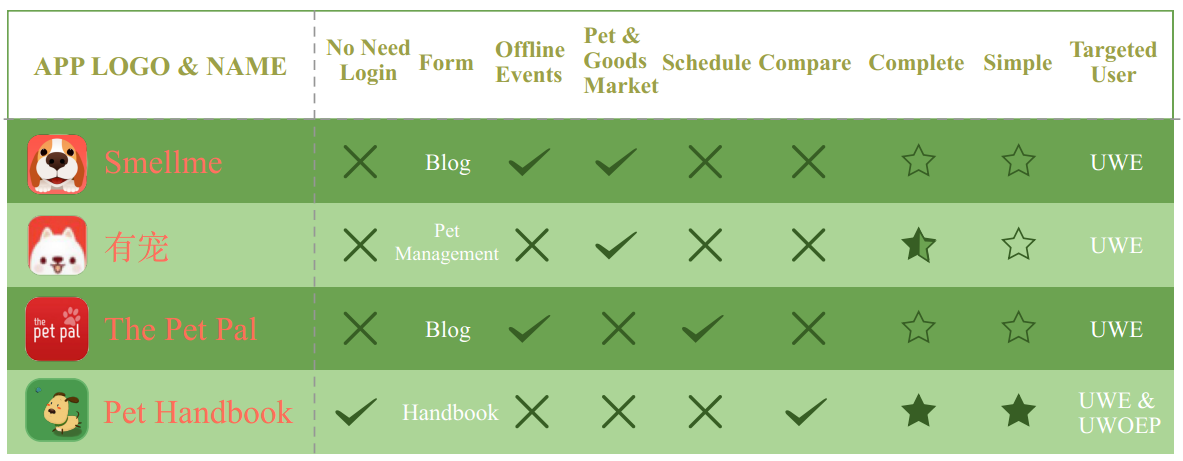 APP LOGO & NAME
No Need
Login
Form
Offline
Events
Pet &
Goods
Market
Schedule
Compare
Complete
Simple
Targeted
User
Smellme
Blog
UWE
有宠
Pet
Management
UWE
the
pet pal
The Pet Pal
Blog
UWE
Pet Handbook
Handbook
UWE &
UWOEP